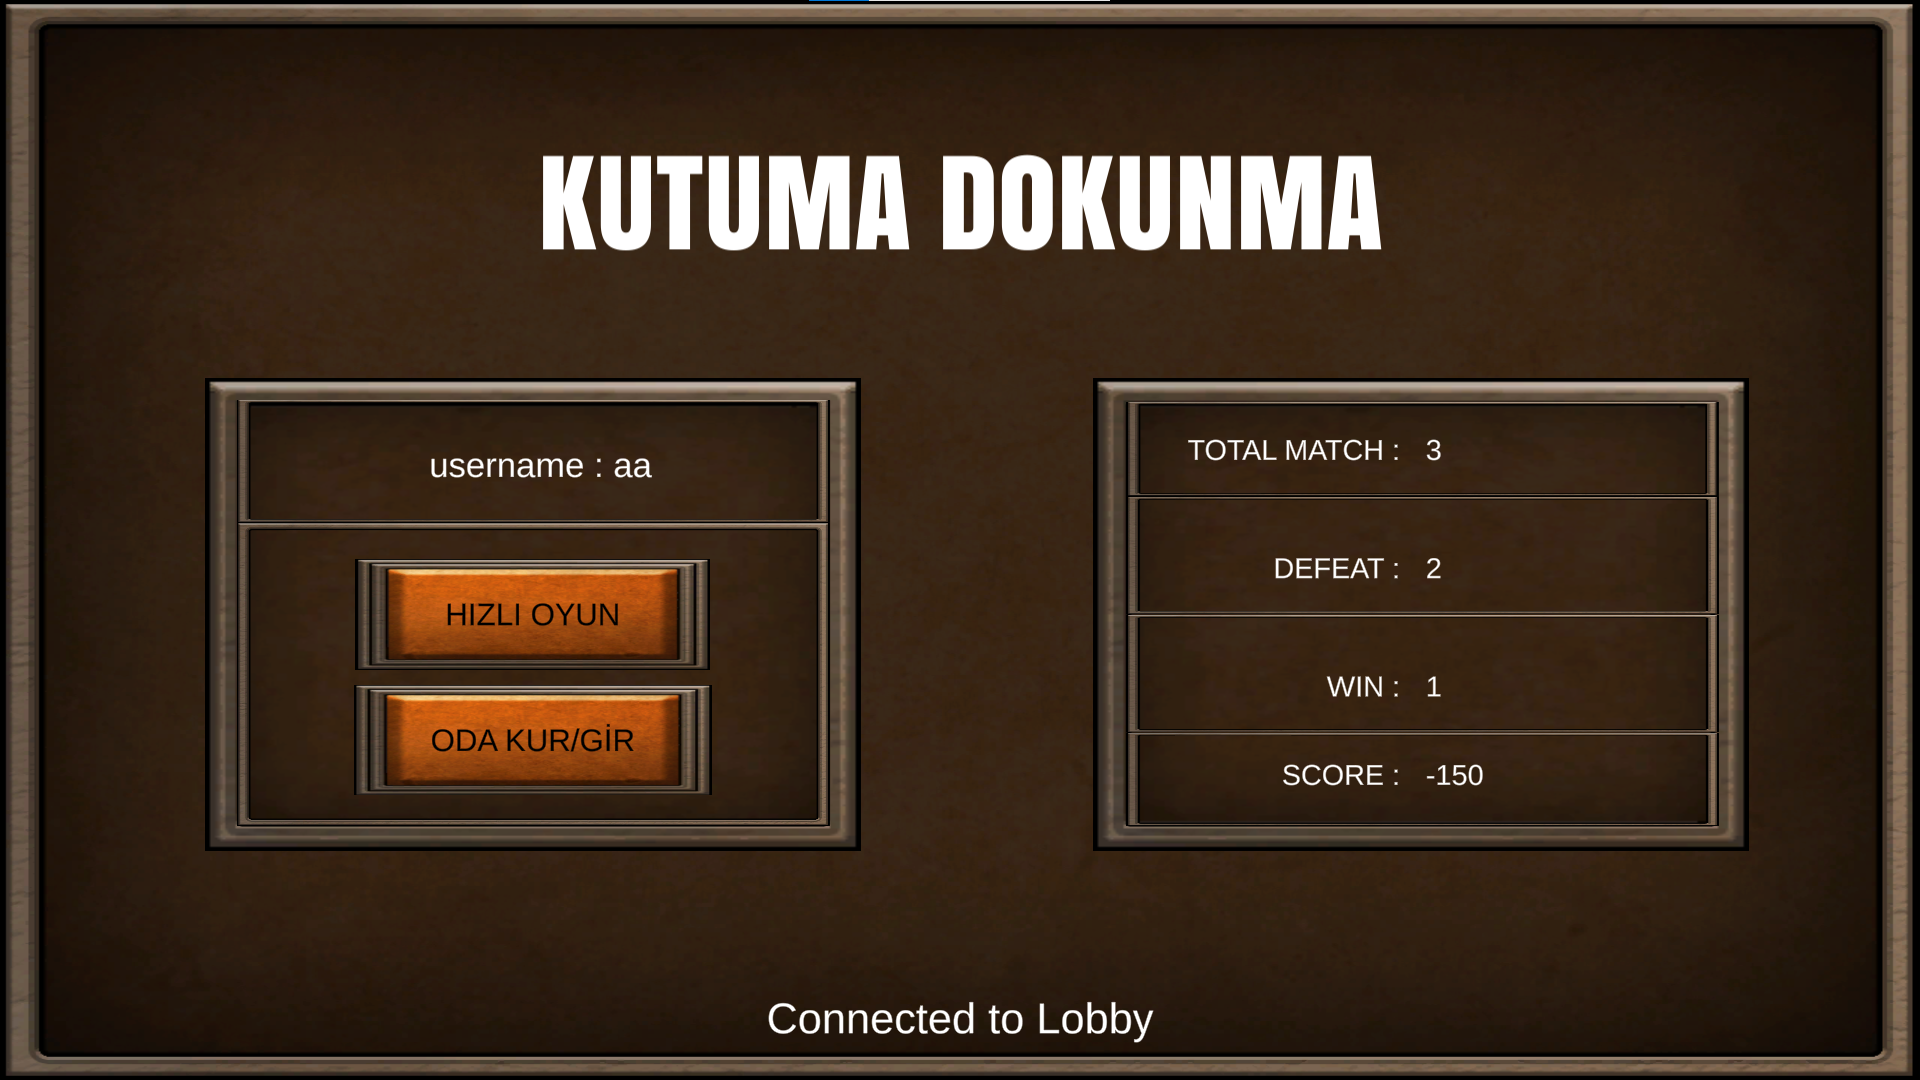 KUTUMA DOKUNMA
username : aa
HIZLI OYUN
ODA KUR/GİR
TOTAL MATCH : 3
DEFEAT : 2
WIN : 1
SCORE : -150
Connected to Lobby